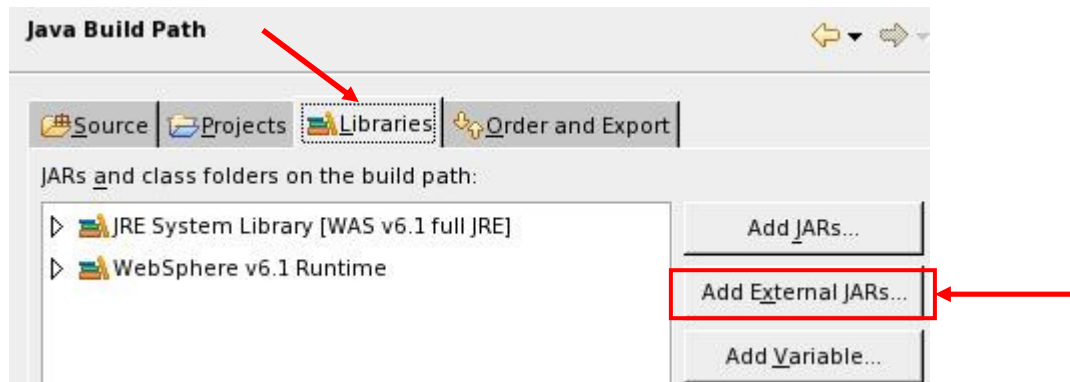 Java Build Path
Source Projects Libraries Order and Export
JARs and class folders on the build path:
JRE System Library [WAS v6.1 full JRE]
Add JARs...
WebSphere v6.1 Runtime
Add External JARs...
Add Variable...